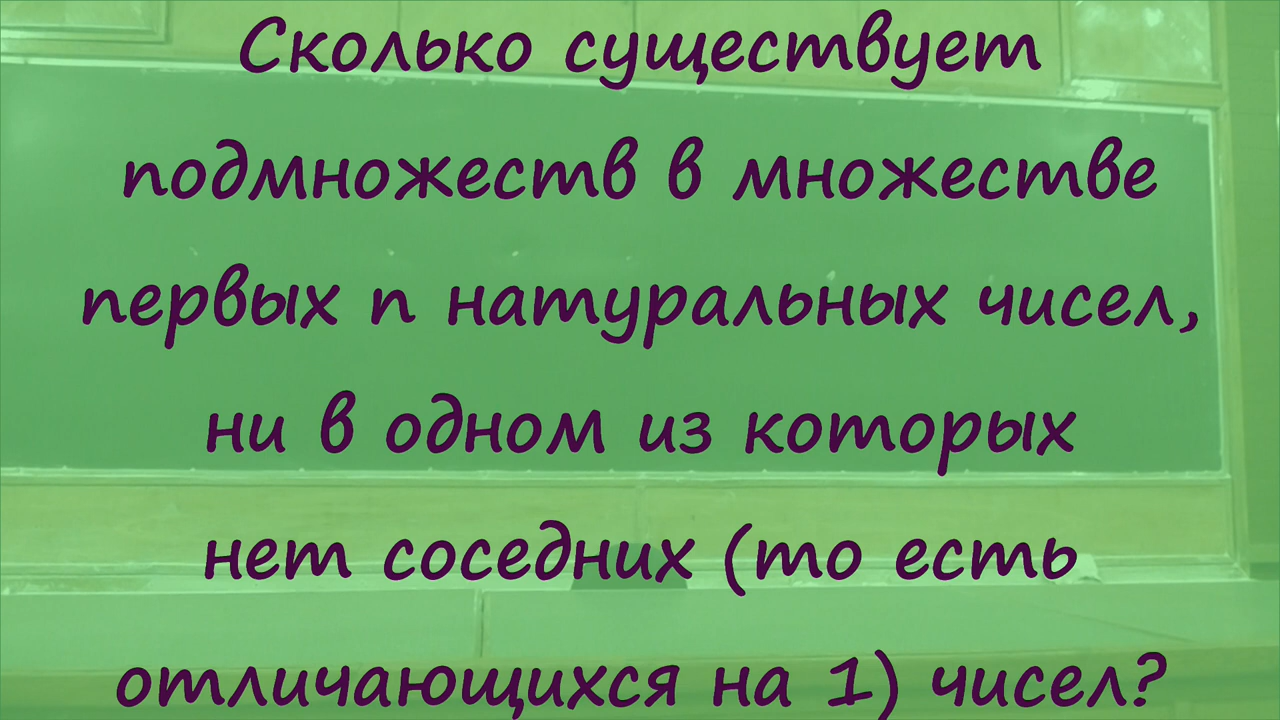 Сколько существует
подмножеств в множестве
первых n натуральных чисел,
ни в одном из которых
нет соседних (то есть
отличающихся на 1) чисел?